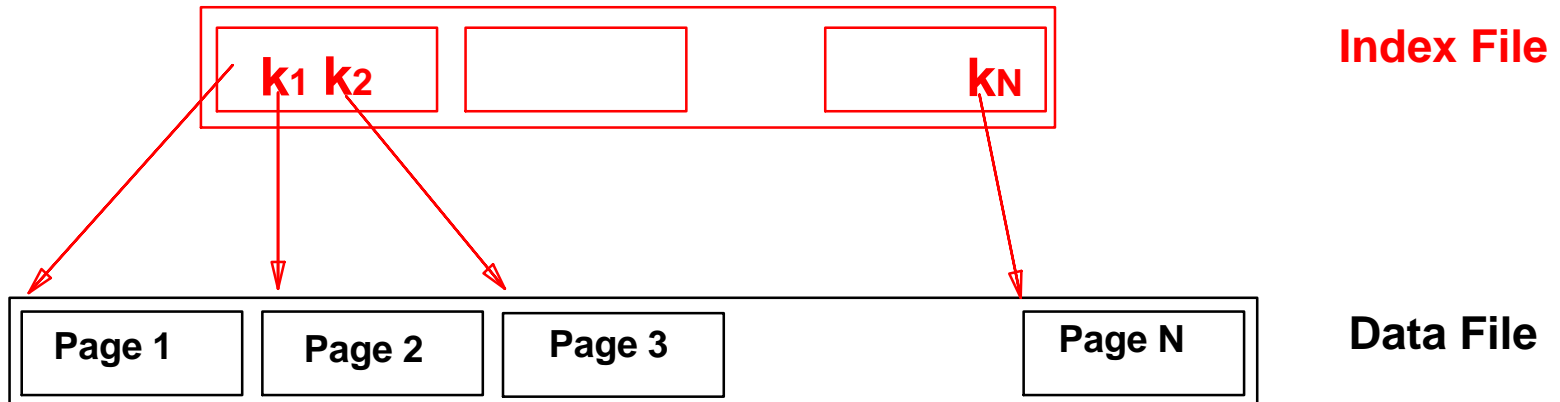 k1 k2 kN
Index File
Page 1 Page 2 Page 3 Page N
Data File